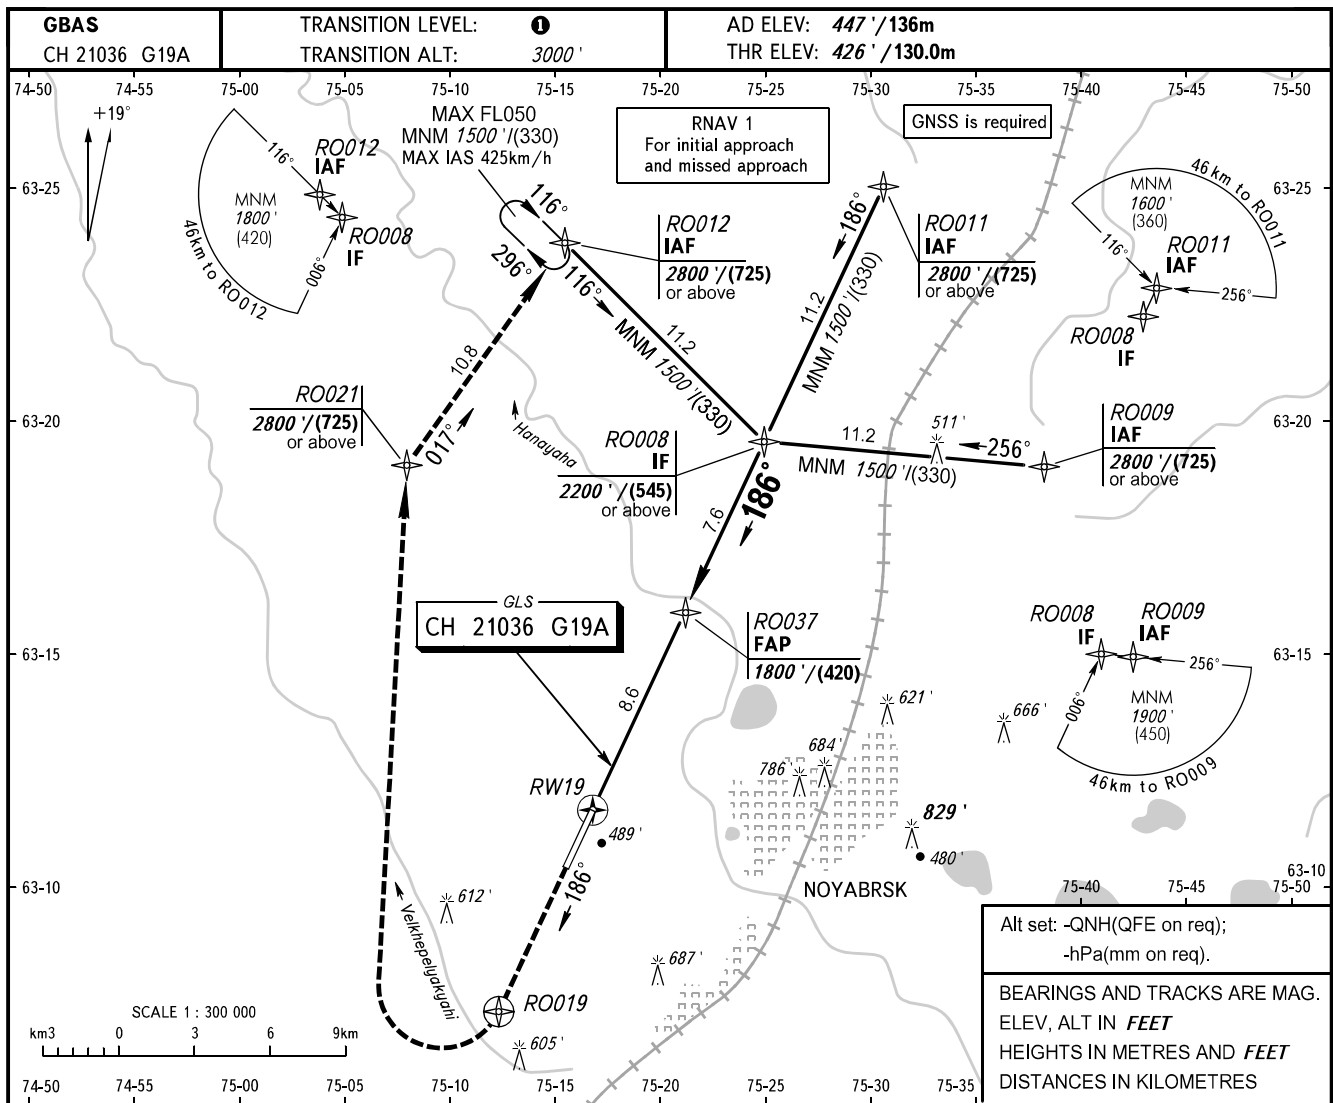 GBAS
CH 21036 G19A
TRANSITION LEVEL: 1
TRANSITION ALT: 3000 '
AD ELEV: 447 ' / 136m
THR ELEV: 426 ' / 130.0m
74-50 74-55 75-00 75-05 75-10 75-15 75-20 75-25 75-30 75-35 75-40 75-45 75-50
+19°
MAX FL050
MNM 1500 '/(330)
MAX IAS 425km/h
RNAV 1
For initial approach
and missed approach
GNSS is required
RO012
IAF
116°
MNM
1800 '
(420)
RO008
IF
006°
46km to RO012
63-25
116°
296°
116°
RO012
IAF
2800 '/(725)
or above
11.2
MNM 1500 '/(330)
186°
RO011
IAF
2800 '/(725)
or above
11.2
MNM 1500 '/(330)
46km to RO011
MNM
1600 '
(360)
116°
RO011
IAF
256°
RO008
IF
63-25
10.8
RO021
2800 '/(725)
or above
017°
63-20
Hanayaha
RO008
IF
2200 '/(545)
or above
11.2
MNM 1500 '/(330)
511 '
256°
RO009
IAF
2800 '/(725)
or above
63-20
186°
7.6
GLS
CH 21036 G19A
RO037
FAP
1800 '/(420)
8.6
RO008
IF
RO009
IAF
256°
006°
MNM
1900 '
(450)
46km to RO009
63-15
63-15
621 '
666 '
684 '
786 '
829 '
480 '
RW19
489 '
186°
NOYABRSK
63-10
63-10
75-40 75-45 75-50
612 '
Velkhepelyakyahi
687 '
RO019
605 '
SCALE 1 : 300 000
km3 0 3 6 9km
74-50 74-55 75-00 75-05 75-10 75-15 75-20 75-25 75-30 75-35
Alt set: -QNH(QFE on req);
-hPa(mm on req).
BEARINGS AND TRACKS ARE MAG.
ELEV, ALT IN FEET
HEIGHTS IN METRES AND FEET
DISTANCES IN KILOMETRES